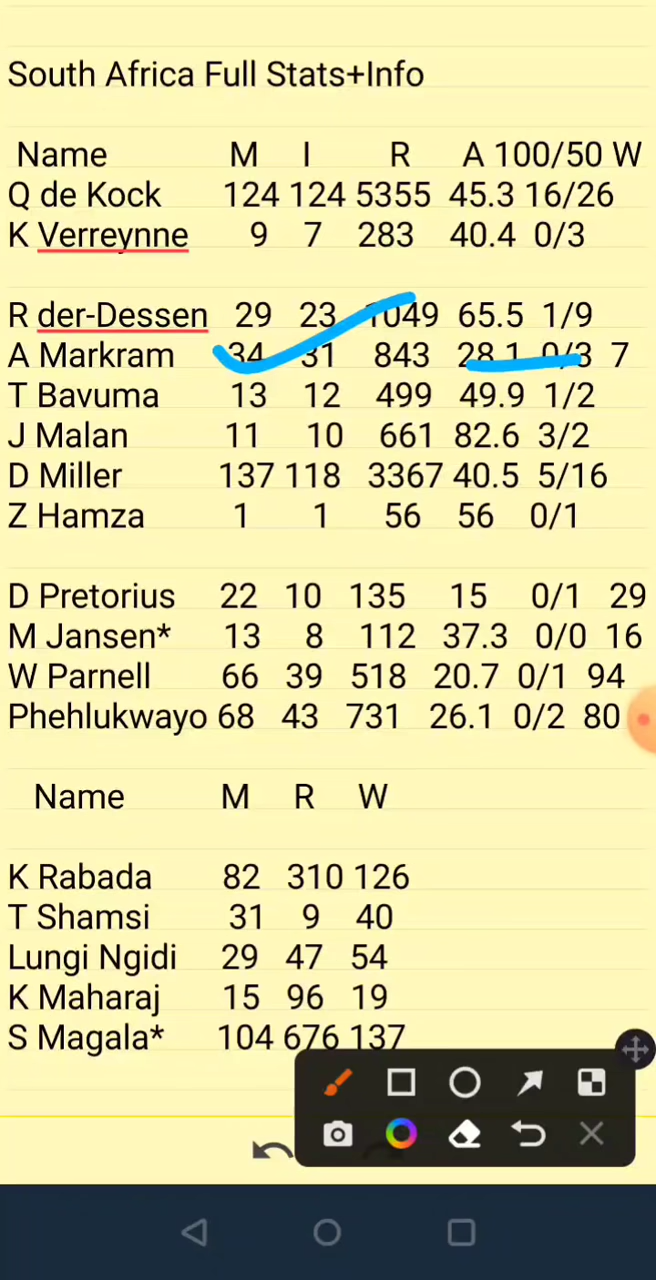 South Africa Full Stats+Info
Name M I R A 100/50 W
Q de Kock 124 124 5355 45.3 16/26
K Verreynne 9 7 283 40.4 0/3
R der-Dessen 29 23 1049 65.5 1/9
A Markram 34 31 843 28.1 0/3 7
T Bavuma 13 12 499 49.9 1/2
J Malan 11 10 661 82.6 3/2
D Miller 137 118 3367 40.5 5/16
Z Hamza 1 1 56 56 0/1
D Pretorius 22 10 135 15 0/1 29
M Jansen* 13 8 112 37.3 0/0 16
W Parnell 66 39 518 20.7 0/1 94
Phehlukwayo 68 43 731 26.1 0/2 80
Name M R W
K Rabada 82 310 126
T Shamsi 31 9 40
Lungi Ngidi 29 47 54
K Maharaj 15 96 19
S Magala* 104 676 137